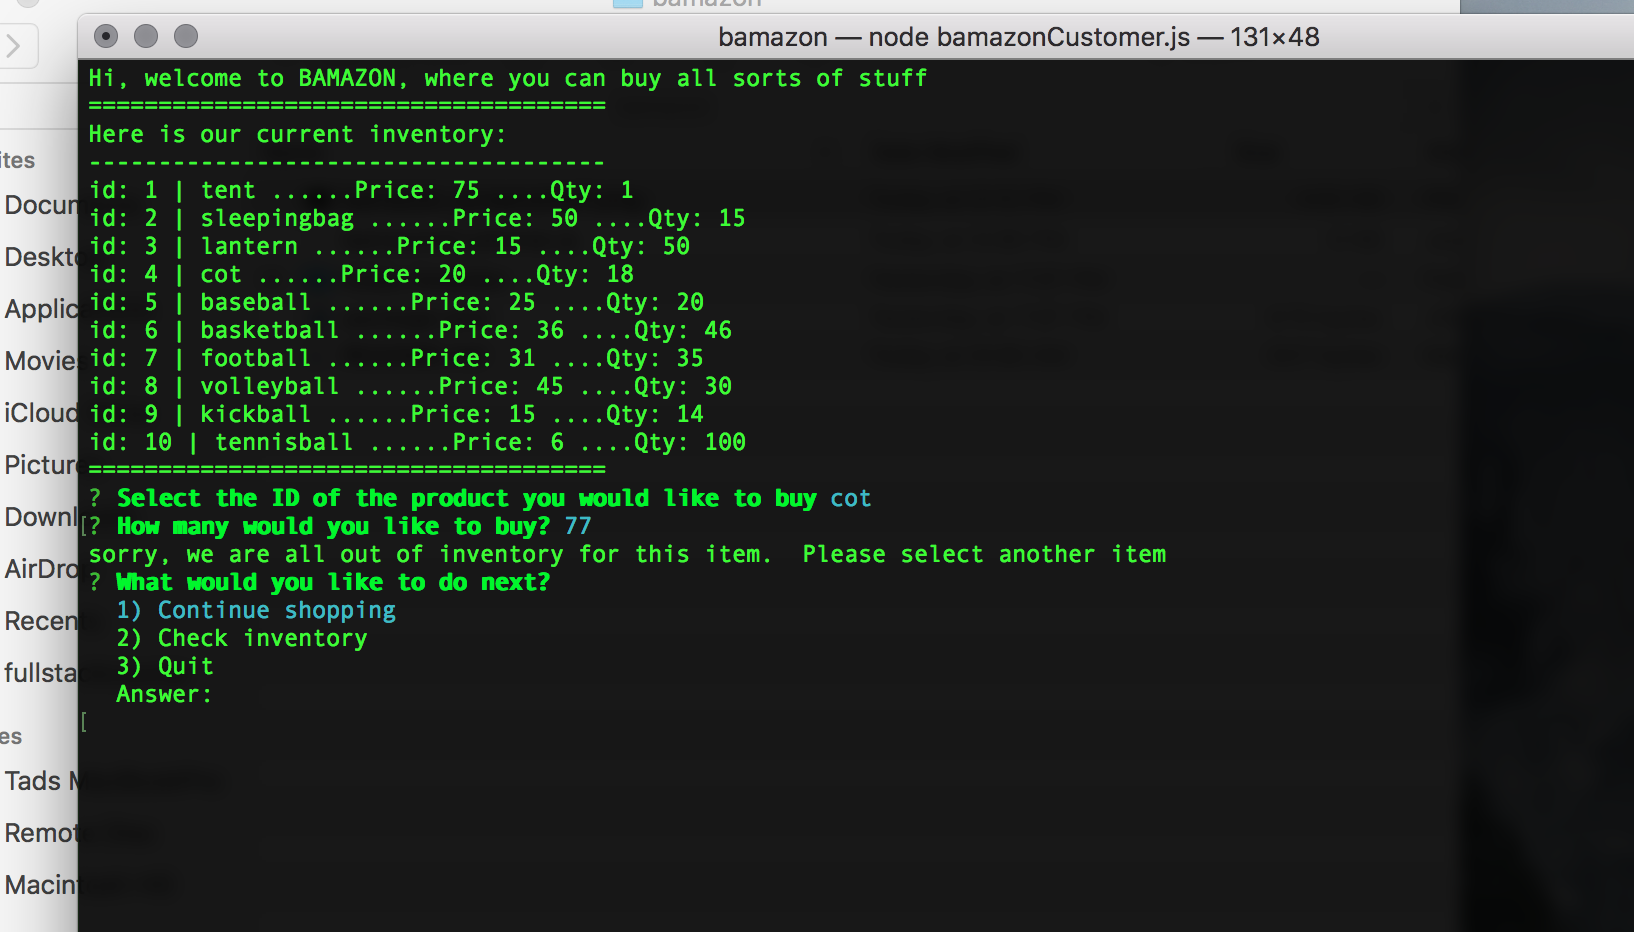 bamazon
bamazon — node bamazonCustomer.js — 131×48
Hi, welcome to BAMAZON, where you can buy all sorts of stuff
=====================================
Here is our current inventory:
-------------------------------------
id: 1 | tent ......Price: 75 ....Qty: 1
id: 2 | sleepingbag ......Price: 50 ....Qty: 15
id: 3 | lantern ......Price: 15 ....Qty: 50
id: 4 | cot ......Price: 20 ....Qty: 18
id: 5 | baseball ......Price: 25 ....Qty: 20
id: 6 | basketball ......Price: 36 ....Qty: 46
id: 7 | football ......Price: 31 ....Qty: 35
id: 8 | volleyball ......Price: 45 ....Qty: 30
id: 9 | kickball ......Price: 15 ....Qty: 14
id: 10 | tennisball ......Price: 6 ....Qty: 100
=====================================
? Select the ID of the product you would like to buy cot
[? How many would you like to buy? 77
sorry, we are all out of inventory for this item.  Please select another item
? What would you like to do next?
1) Continue shopping
2) Check inventory
3) Quit
Answer:
[
ites
Docum
Deskto
Applic
Movies
iCloud
Picture
Downl
AirDro
Recent
fullsta
es
Tads M
Remot
Macint